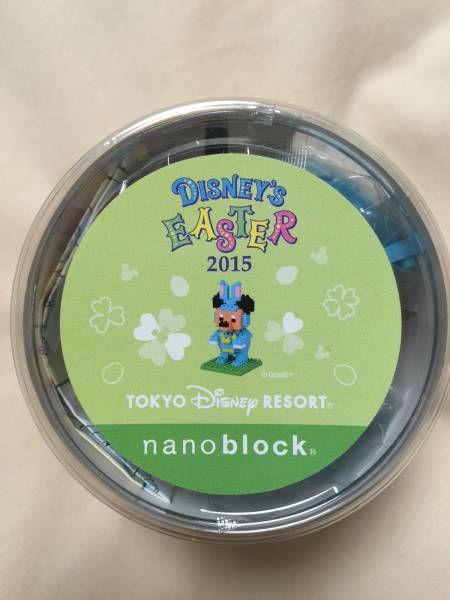 DISNEY'S
EASTER
2015
© DISNEY
TOKYO Disney RESORT®
nanoblock®